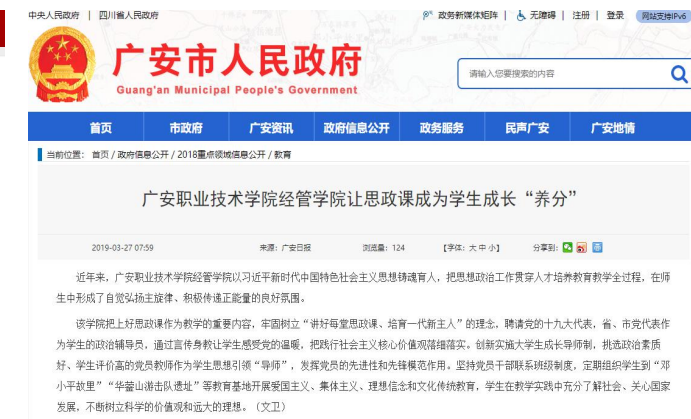 中央人民政府 | 四川省人民政府
政务新媒体矩阵 | 无障碍 | 注册 | 登录 网站支持IPv6
广安市人民政府
Guang'an Municipal People's Government
请输入您要搜索的内容
首页 市政府 广安资讯 政府信息公开 政务服务 民声广安 广安地情
当前位置: 首页 / 政府信息公开 / 2018重点领域信息公开 / 教育
广安职业技术学院经管学院让思政课成为学生成长“养分”
2019-03-27 07:59 来源: 广安日报 浏览量: 124 【字体: 大 中 小】 分享到:
近年来，广安职业技术学院经管学院以习近平新时代中国特色社会主义思想铸魂育人，把思想政治工作贯穿人才培养教育教学全过程，在师
生中形成了自觉弘扬主旋律、积极传递正能量的良好氛围。
该学院把上好思政课作为教学的重要内容，牢固树立“讲好每堂思政课、培育一代新主人”的理念，聘请党的十九大代表，省、市党代表作
为学生的政治辅导员，通过言传身教让学生感受党的温暖，把践行社会主义核心价值观落细落实。创新实施大学生成长导师制，挑选政治素质
好、学生评价高的党员教师作为学生思想引领“导师”，发挥党员的先进性和先锋模范作用。坚持党员干部联系班级制度，定期组织学生到“邓
小平故里”“华蓥山游击队遗址”等教育基地开展爱国主义、集体主义、理想信念和文化传统教育，学生在教学实践中充分了解社会、关心国家
发展，不断树立科学的价值观和远大的理想。（文卫）